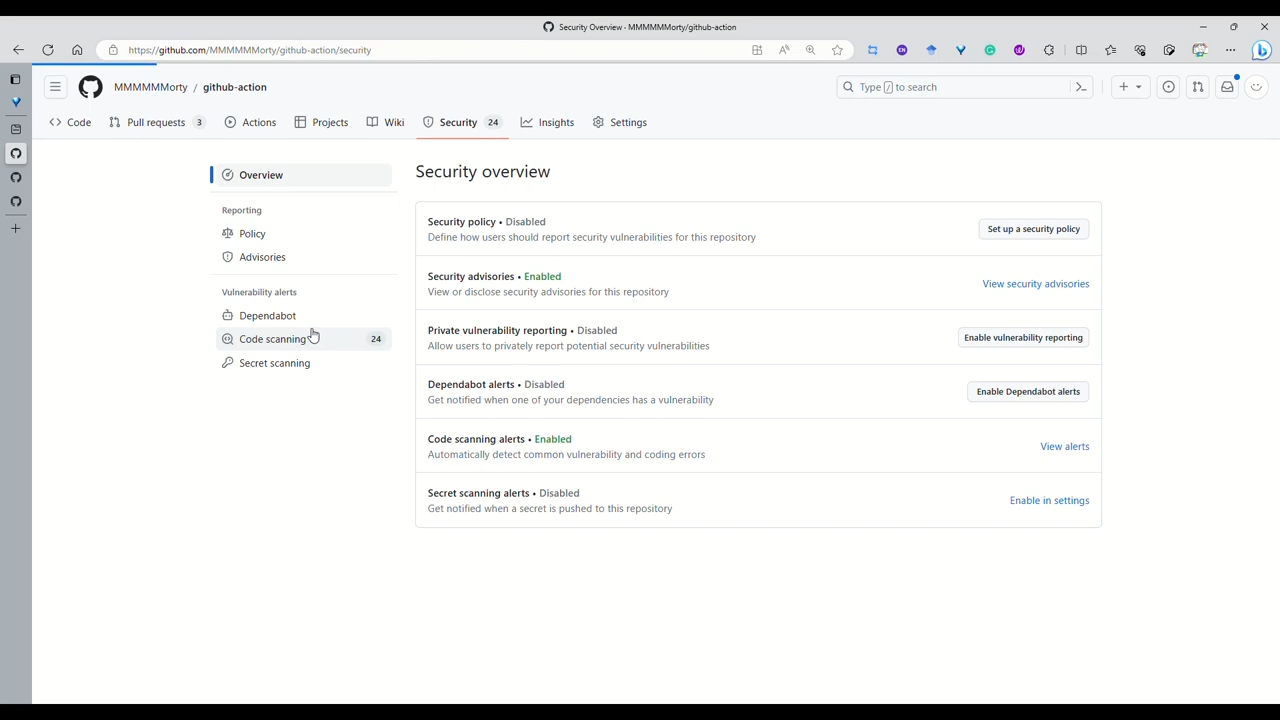 Security Overview - MMMMMMorty/github-action
https://github.com/MMMMMMorty/github-action/security
MMMMMMorty / github-action
Type / to search
Code
Pull requests 3
Actions
Projects
Wiki
Security 24
Insights
Settings
Overview
Reporting
Policy
Advisories
Vulnerability alerts
Dependabot
Code scanning 24
Secret scanning
Security overview
Security policy • Disabled
Define how users should report security vulnerabilities for this repository
Set up a security policy
Security advisories • Enabled
View or disclose security advisories for this repository
View security advisories
Private vulnerability reporting • Disabled
Allow users to privately report potential security vulnerabilities
Enable vulnerability reporting
Dependabot alerts • Disabled
Get notified when one of your dependencies has a vulnerability
Enable Dependabot alerts
Code scanning alerts • Enabled
Automatically detect common vulnerability and coding errors
View alerts
Secret scanning alerts • Disabled
Get notified when a secret is pushed to this repository
Enable in settings